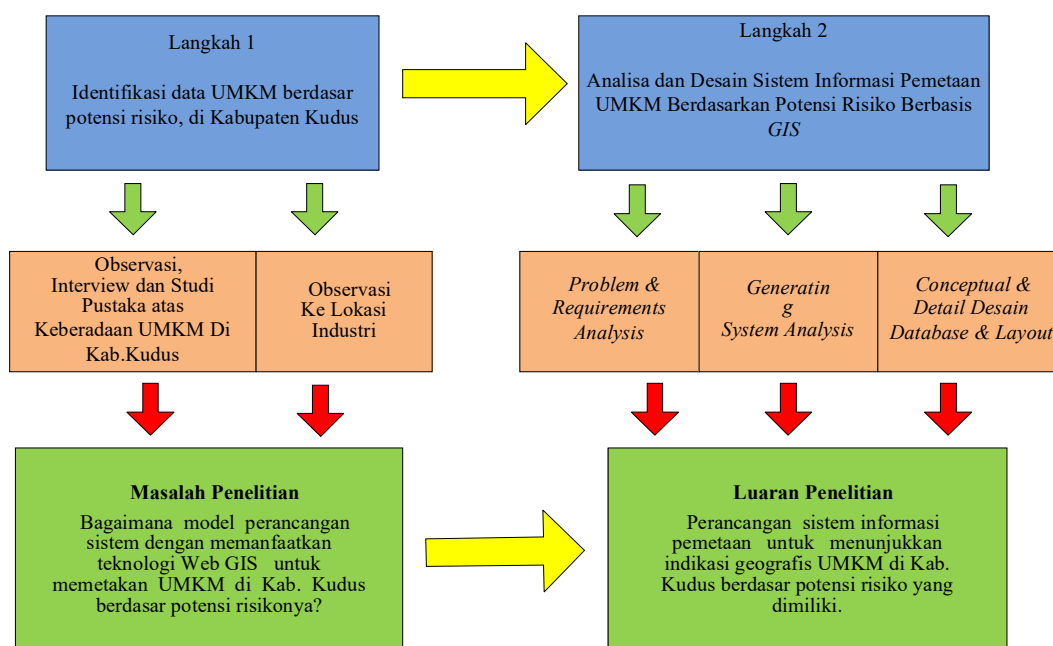 Langkah 1
Identifikasi data UMKM berdasar
potensi risiko, di Kabupaten Kudus
Langkah 2
Analisa dan Desain Sistem Informasi Pemetaan
UMKM Berdasarkan Potensi Risiko Berbasis
GIS
Observasi,
Interview dan Studi
Pustaka atas
Keberadaan UMKM Di
Kab.Kudus
Observasi
Ke Lokasi
Industri
Problem &
Requirements
Analysis
Generatin
g
System Analysis
Conceptual &
Detail Desain
Database & Layout
Masalah Penelitian
Bagaimana model perancangan
sistem dengan memanfaatkan
teknologi Web GIS untuk
memetakan UMKM di Kab. Kudus
berdasar potensi risikonya?
Luaran Penelitian
Perancangan sistem informasi
pemetaan untuk menunjukkan
indikasi geografis UMKM di Kab.
Kudus berdasar potensi risiko yang
dimiliki.